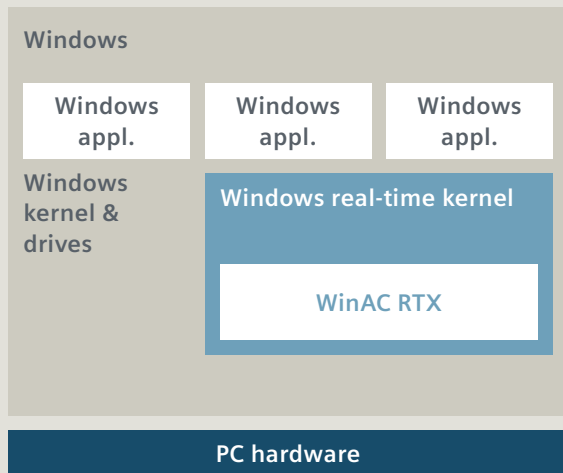 Windows
Windows
appl.
Windows
appl.
Windows
appl.
Windows
kernel &
drives
Windows real-time kernel
WinAC RTX
PC hardware